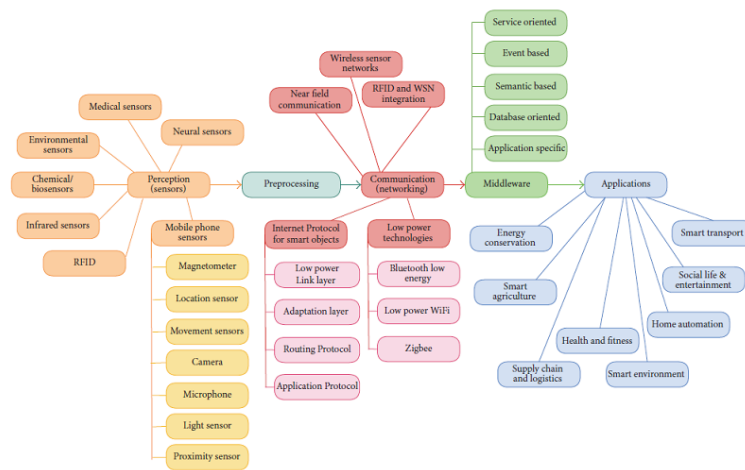 Service oriented
Event based
Semantic based
Database oriented
Application specific
Wireless sensor
networks
Near field
communication
RFID and WSN
integration
Medical sensors
Neural sensors
Environmental
sensors
Chemical/
biosensors
Infrared sensors
RFID
Perception
(sensors)
Preprocessing
Communication
(networking)
Middleware
Applications
Mobile phone
sensors
Magnetometer
Location sensor
Movement sensors
Camera
Microphone
Light sensor
Proximity sensor
Internet Protocol
for smart objects
Low power
Link layer
Adaptation layer
Routing Protocol
Application Protocol
Low power
technologies
Bluetooth low
energy
Low power WiFi
Zigbee
Energy
conservation
Smart
agriculture
Supply chain
and logistics
Health and fitness
Smart environment
Home automation
Social life &
entertainment
Smart transport